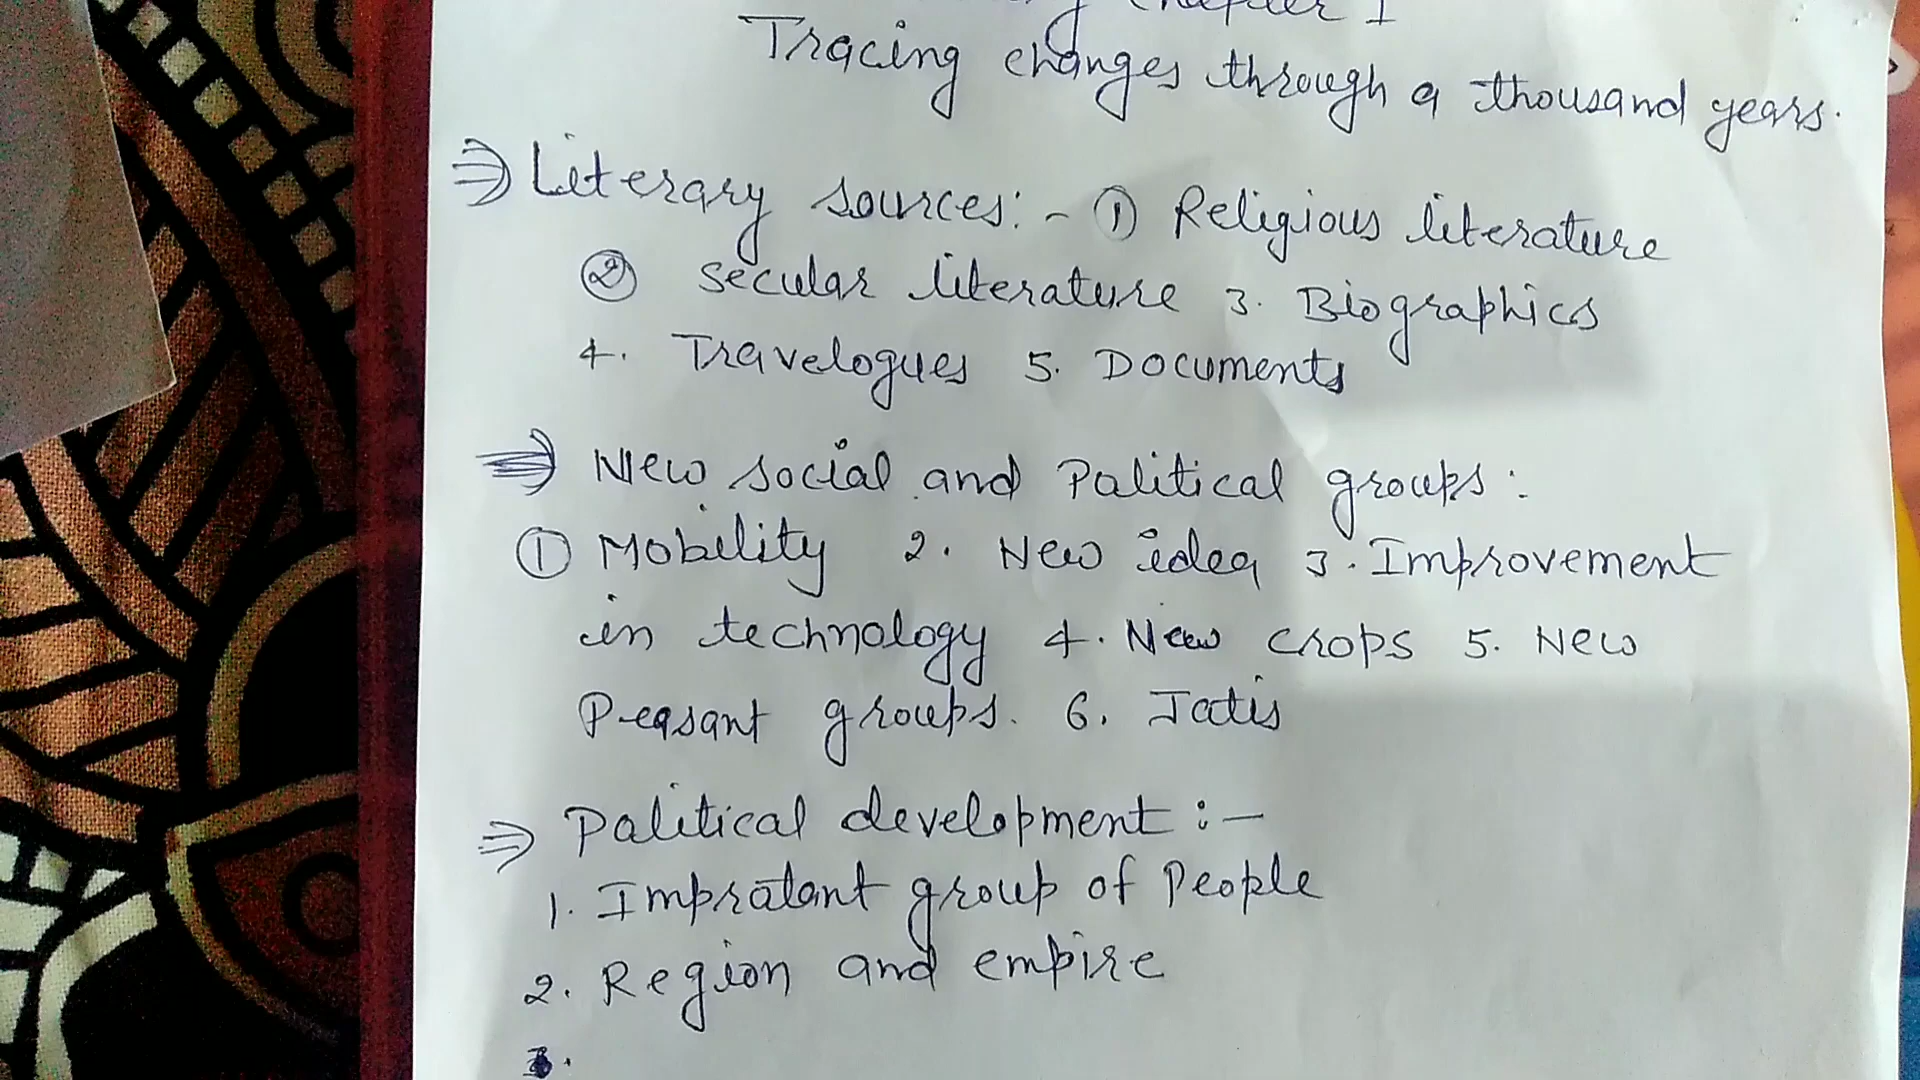 Chapter 1
Tracing changes through a thousand years.
⇒ Literary sources: - ① Religious literature
② secular literature 3. Biographics
4. Travelogues 5. Documents
⇒ New social and Palitical groups :
① Mobility 2. New idea 3. Improvement
in technology 4. New crops 5. New
Peasant groups. 6. Jatis
⇒ Palitical development :-
1. Impratant group of People
2. Region and empire